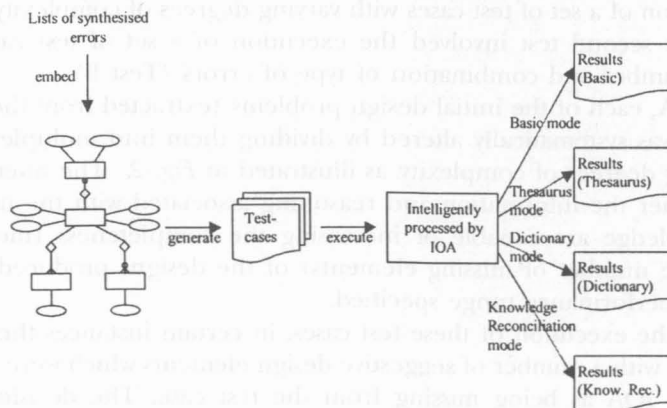 Lists of synthesised
errors
embed
generate
Test-
cases
execute
Intelligently
processed by
IOA
Basic mode
Thesaurus
mode
Dictionary
mode
Knowledge
Reconciliation
mode
Results
(Basic)
Results
(Thesaurus)
Results
(Dictionary)
Results
(Know. Rec.)